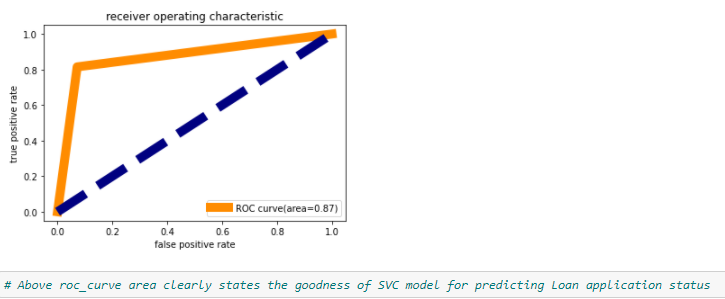 receiver operating characteristic
1.0
0.8
0.6
0.4
0.2
0.0
true positive rate
ROC curve(area=0.87)
0.0 0.2 0.4 0.6 0.8 1.0
false positive rate
# Above roc_curve area clearly states the goodness of SVC model for predicting Loan application status